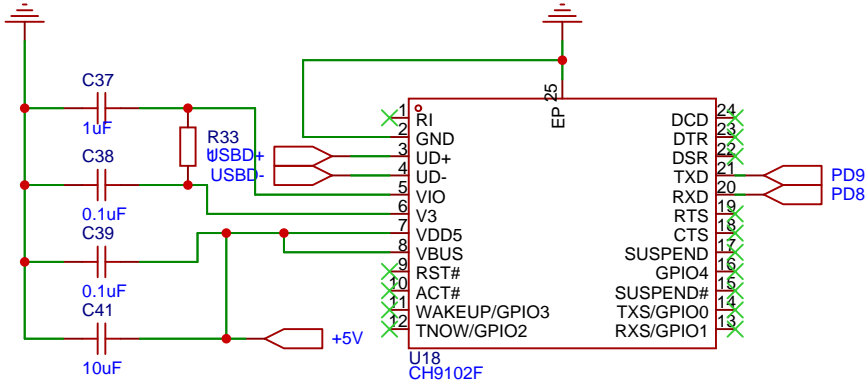 C37
1uF
R33
USBD+
USBD-
C38
0.1uF
C39
0.1uF
C41
10uF
+5V
EP
25
1
RI
2
GND
3
UD+
4
UD-
5
VIO
6
V3
7
VDD5
8
VBUS
9
RST#
10
ACT#
11
WAKEUP/GPIO3
12
TNOW/GPIO2
DCD
24
DTR
23
DSR
22
TXD
21
PD9
RXD
20
PD8
RTS
19
CTS
18
SUSPEND
17
GPIO4
16
SUSPEND#
15
TXS/GPIO0
14
RXS/GPIO1
13
U18
CH9102F